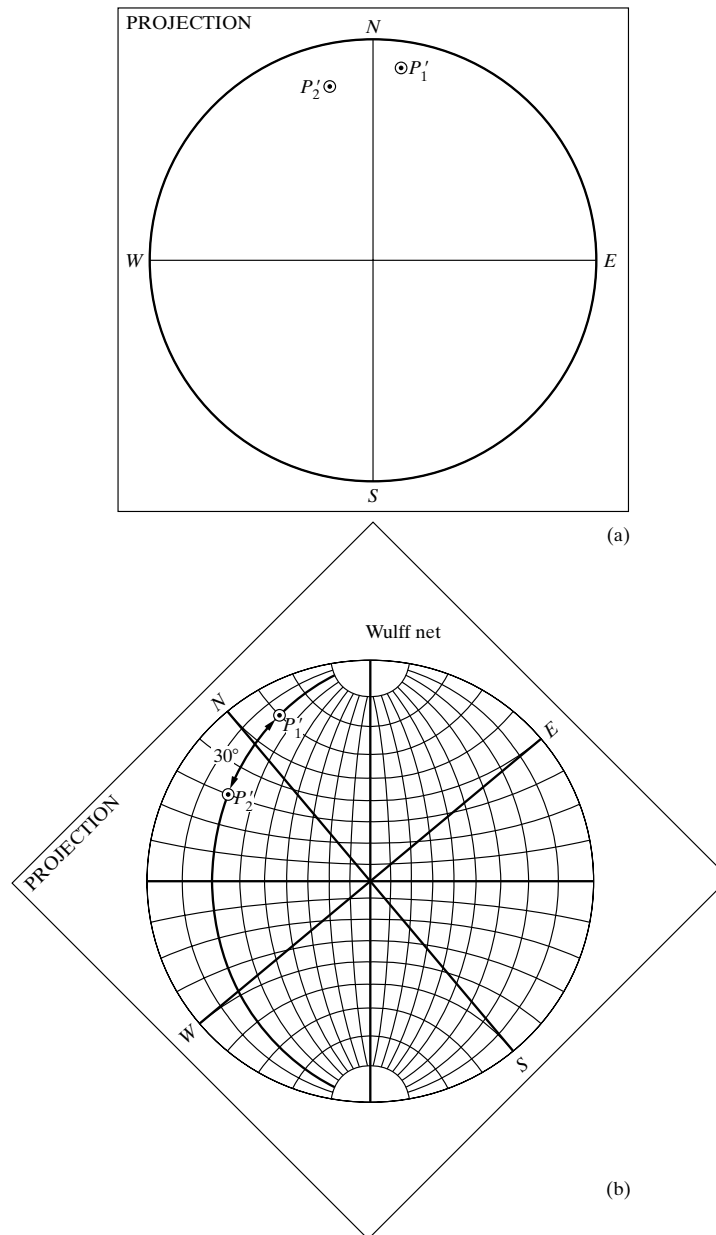 PROJECTION
N
P′₁
P′₂
W
E
S
(a)
Wulff net
N
E
P′₁
30°
P′₂
PROJECTION
W
S
(b)